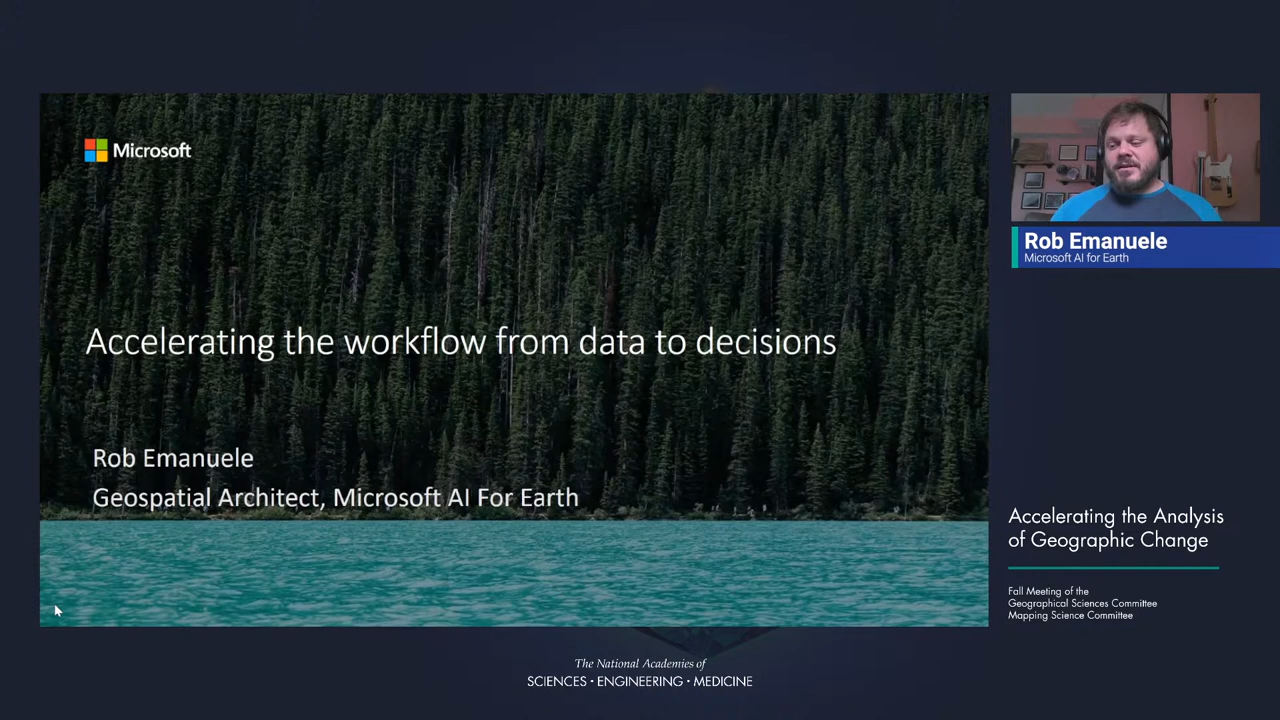 Microsoft
Accelerating the workflow from data to decisions
Rob Emanuele
Geospatial Architect, Microsoft AI For Earth
Rob Emanuele
Microsoft AI for Earth
Accelerating the Analysis
of Geographic Change
Fall Meeting of the
Geographical Sciences Committee
Mapping Science Committee
The National Academies of
SCIENCES · ENGINEERING · MEDICINE